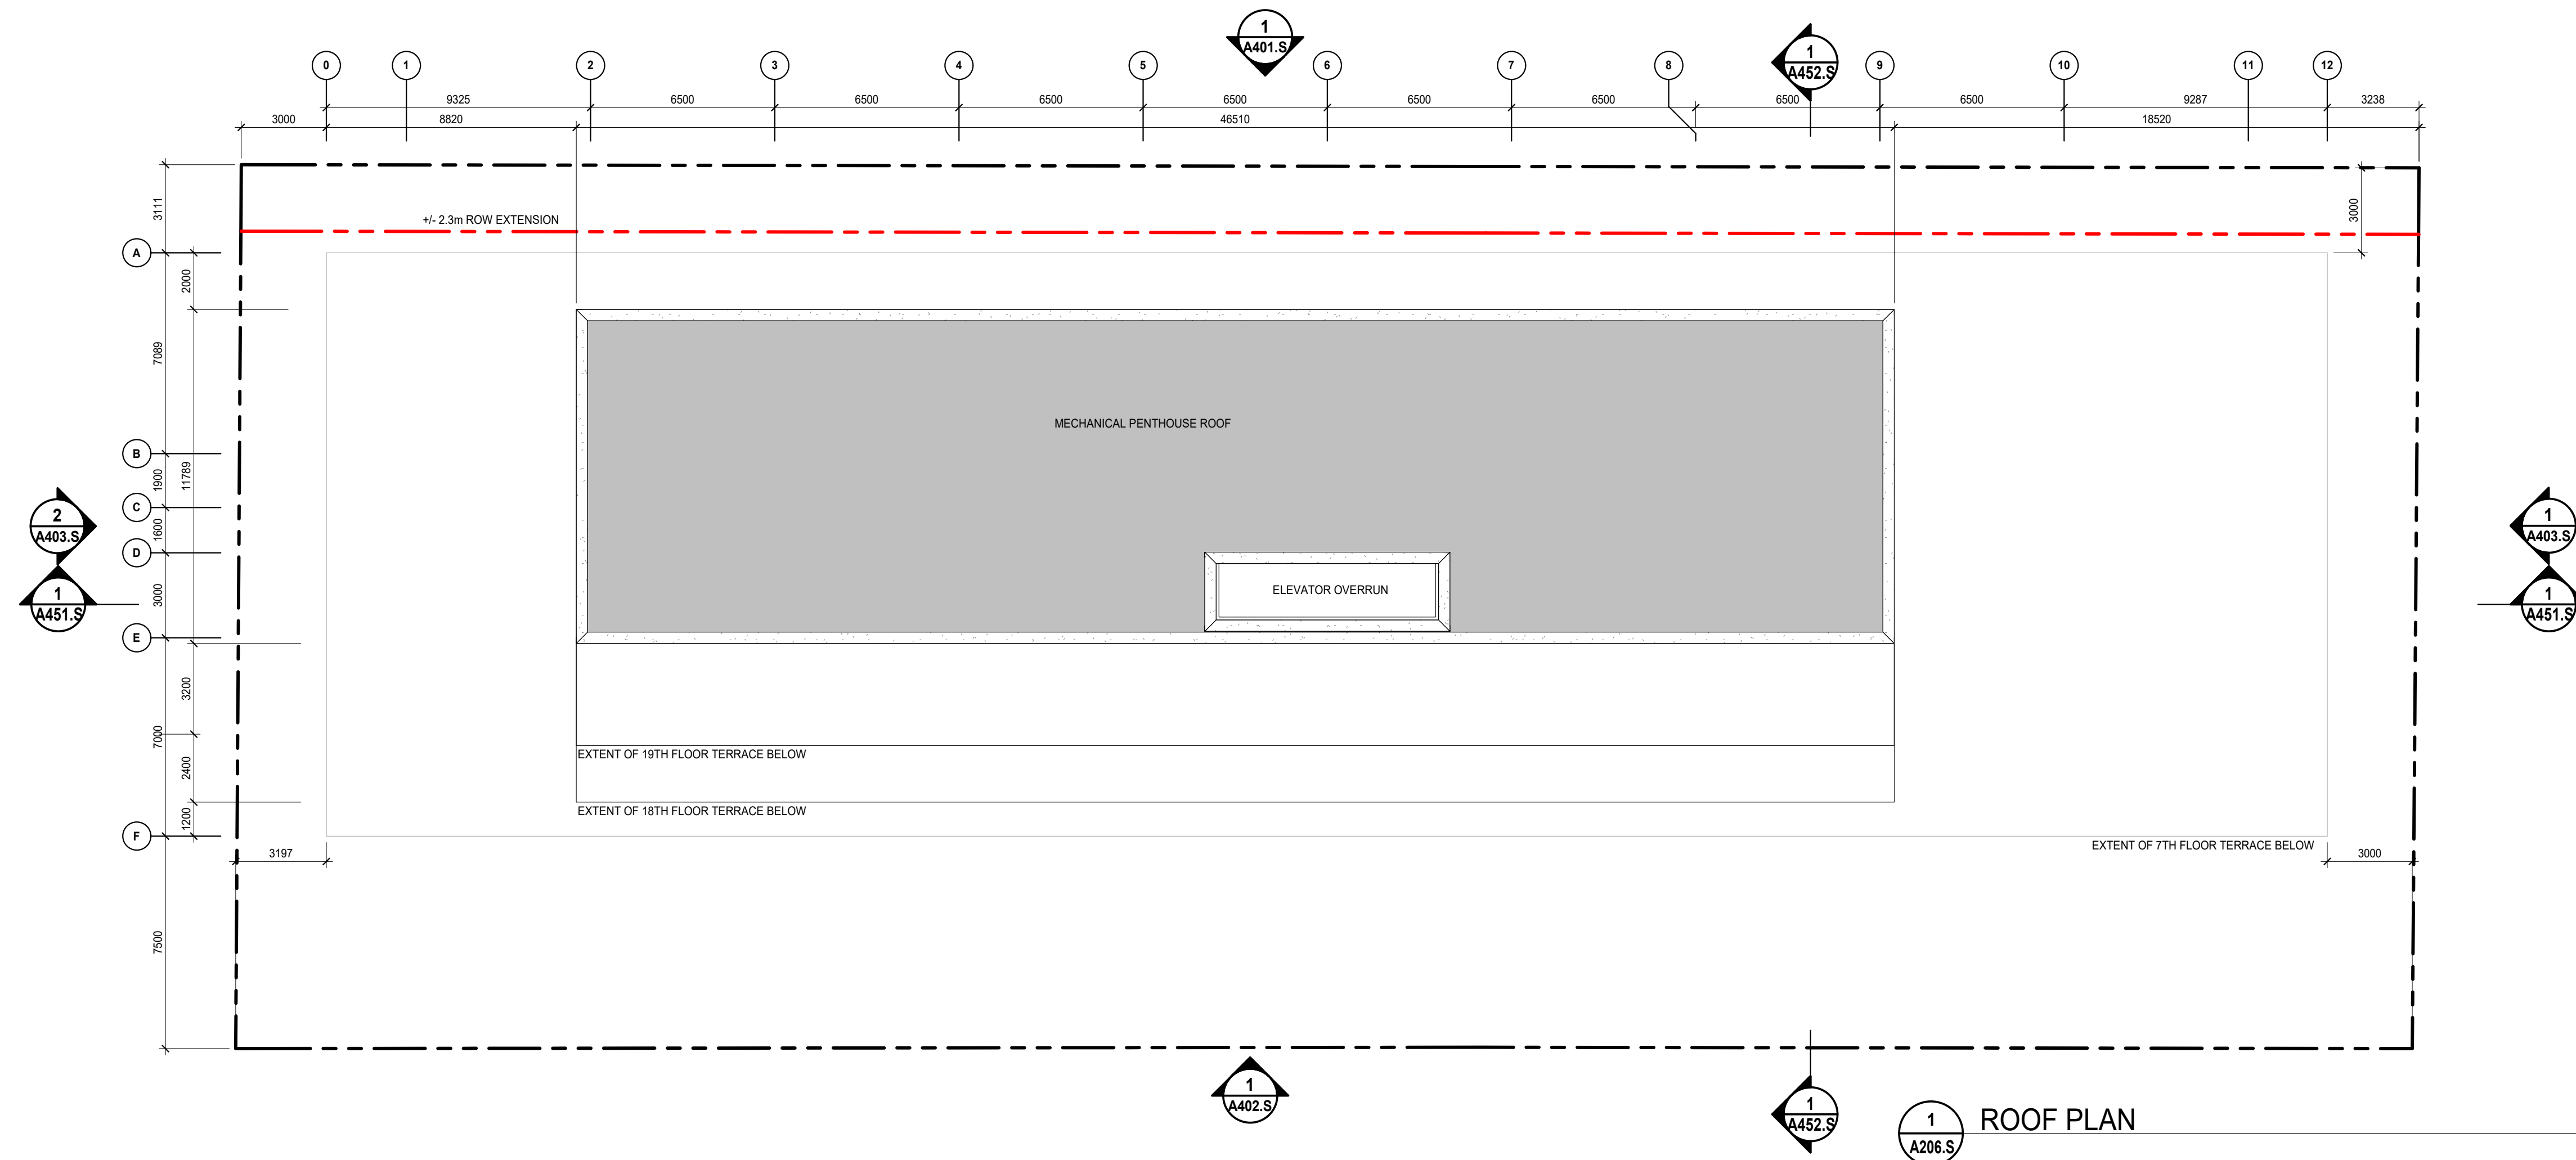 1
A401.S
1
A452.S
0 1 2 3 4 5 6 7 8 9 10 11 12
9325 6500 6500 6500 6500 6500 6500 6500 6500 9287 3238
3000 8820 46510 18520
3111
+/- 2.3m ROW EXTENSION
3000
A
2000
7089
MECHANICAL PENTHOUSE ROOF
B
1900
11789
C
2
A403.S
1
A403.S
1600
D
3000
ELEVATOR OVERRUN
1
A451.S
1
A451.S
E
3200
7000
EXTENT OF 19TH FLOOR TERRACE BELOW
2400
EXTENT OF 18TH FLOOR TERRACE BELOW
1200
F
EXTENT OF 7TH FLOOR TERRACE BELOW
3197
3000
7500
1
A402.S
1
A452.S
1
A206.S
ROOF PLAN